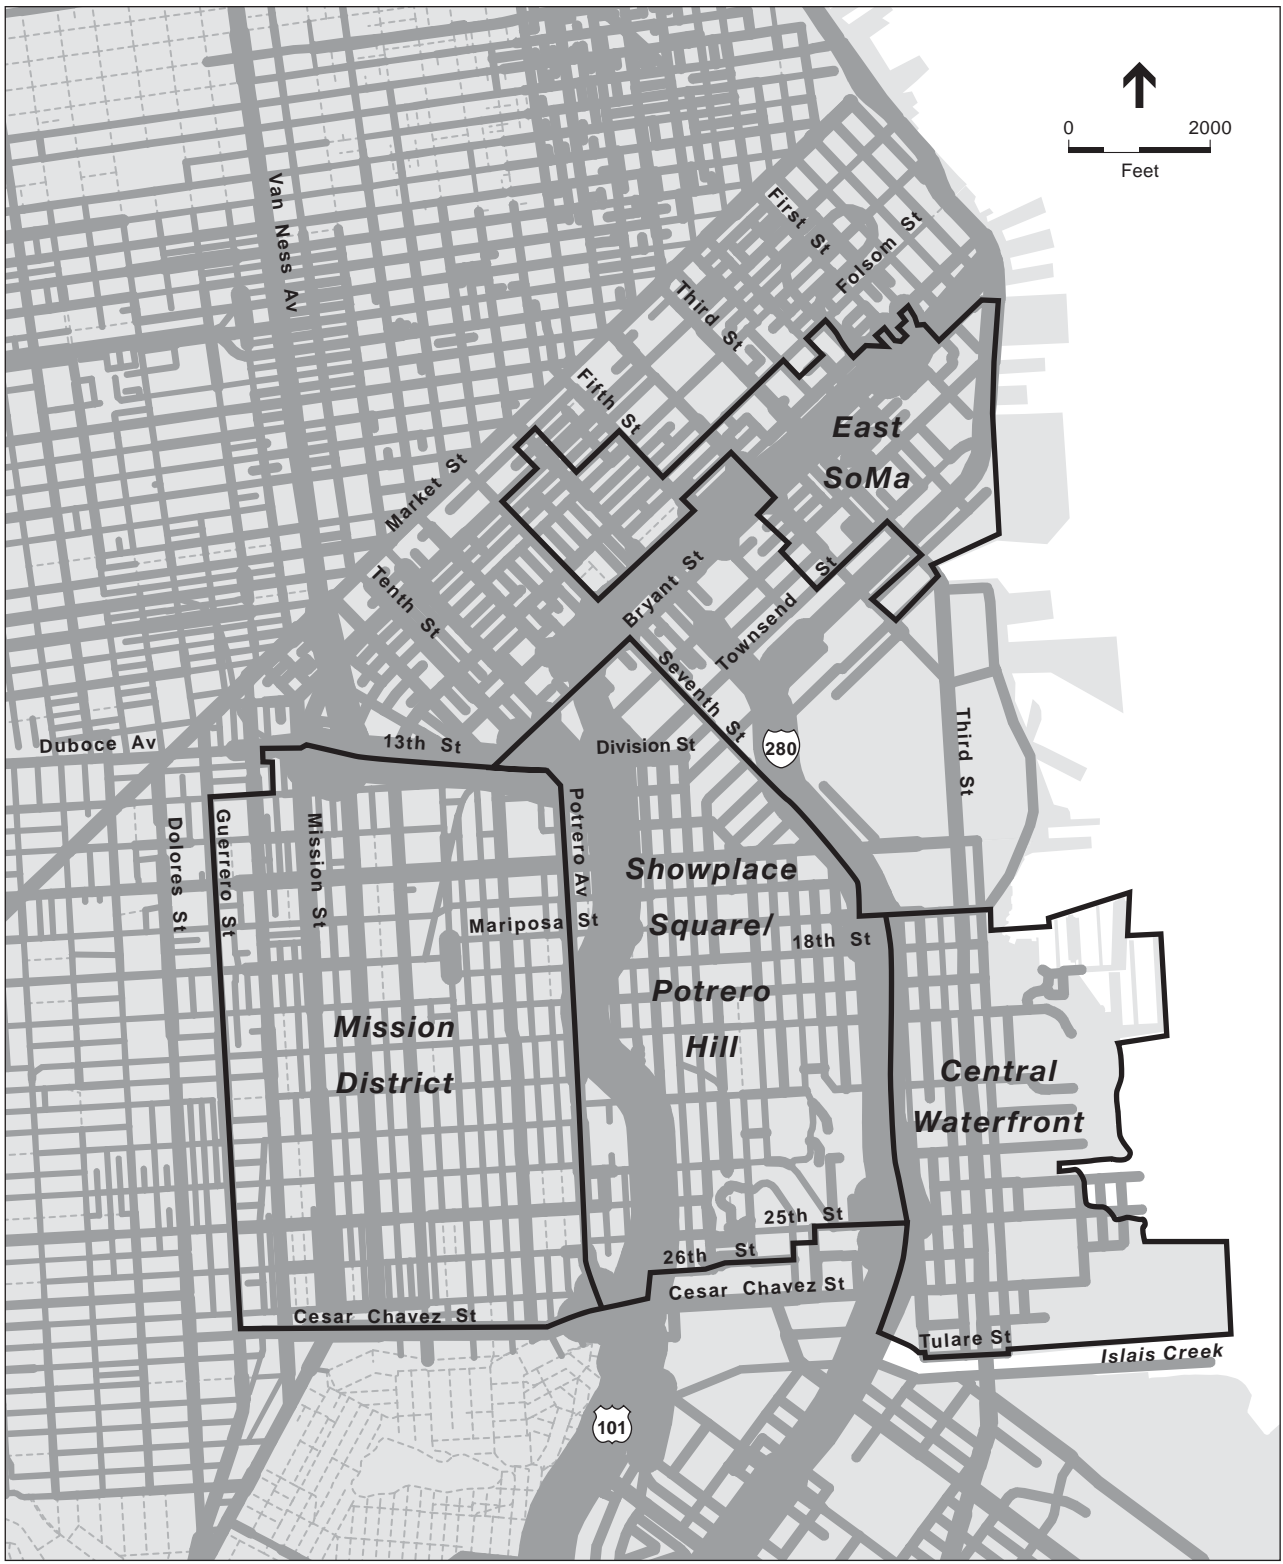 0 2000
Feet
Van Ness Av
First St
Folsom St
Third St
Fifth St
East
SoMa
Market St
Tenth St
Bryant St
Townsend St
Seventh St
Duboce Av
13th St
Division St
280
Third St
Dolores St
Guerrero St
Mission St
Potrero Av
Showplace
Square/
Potrero
Hill
Mariposa St
18th St
Mission
District
Central
Waterfront
25th St
26th St
Cesar Chavez St
Cesar Chavez St
Tulare St
Islais Creek
101